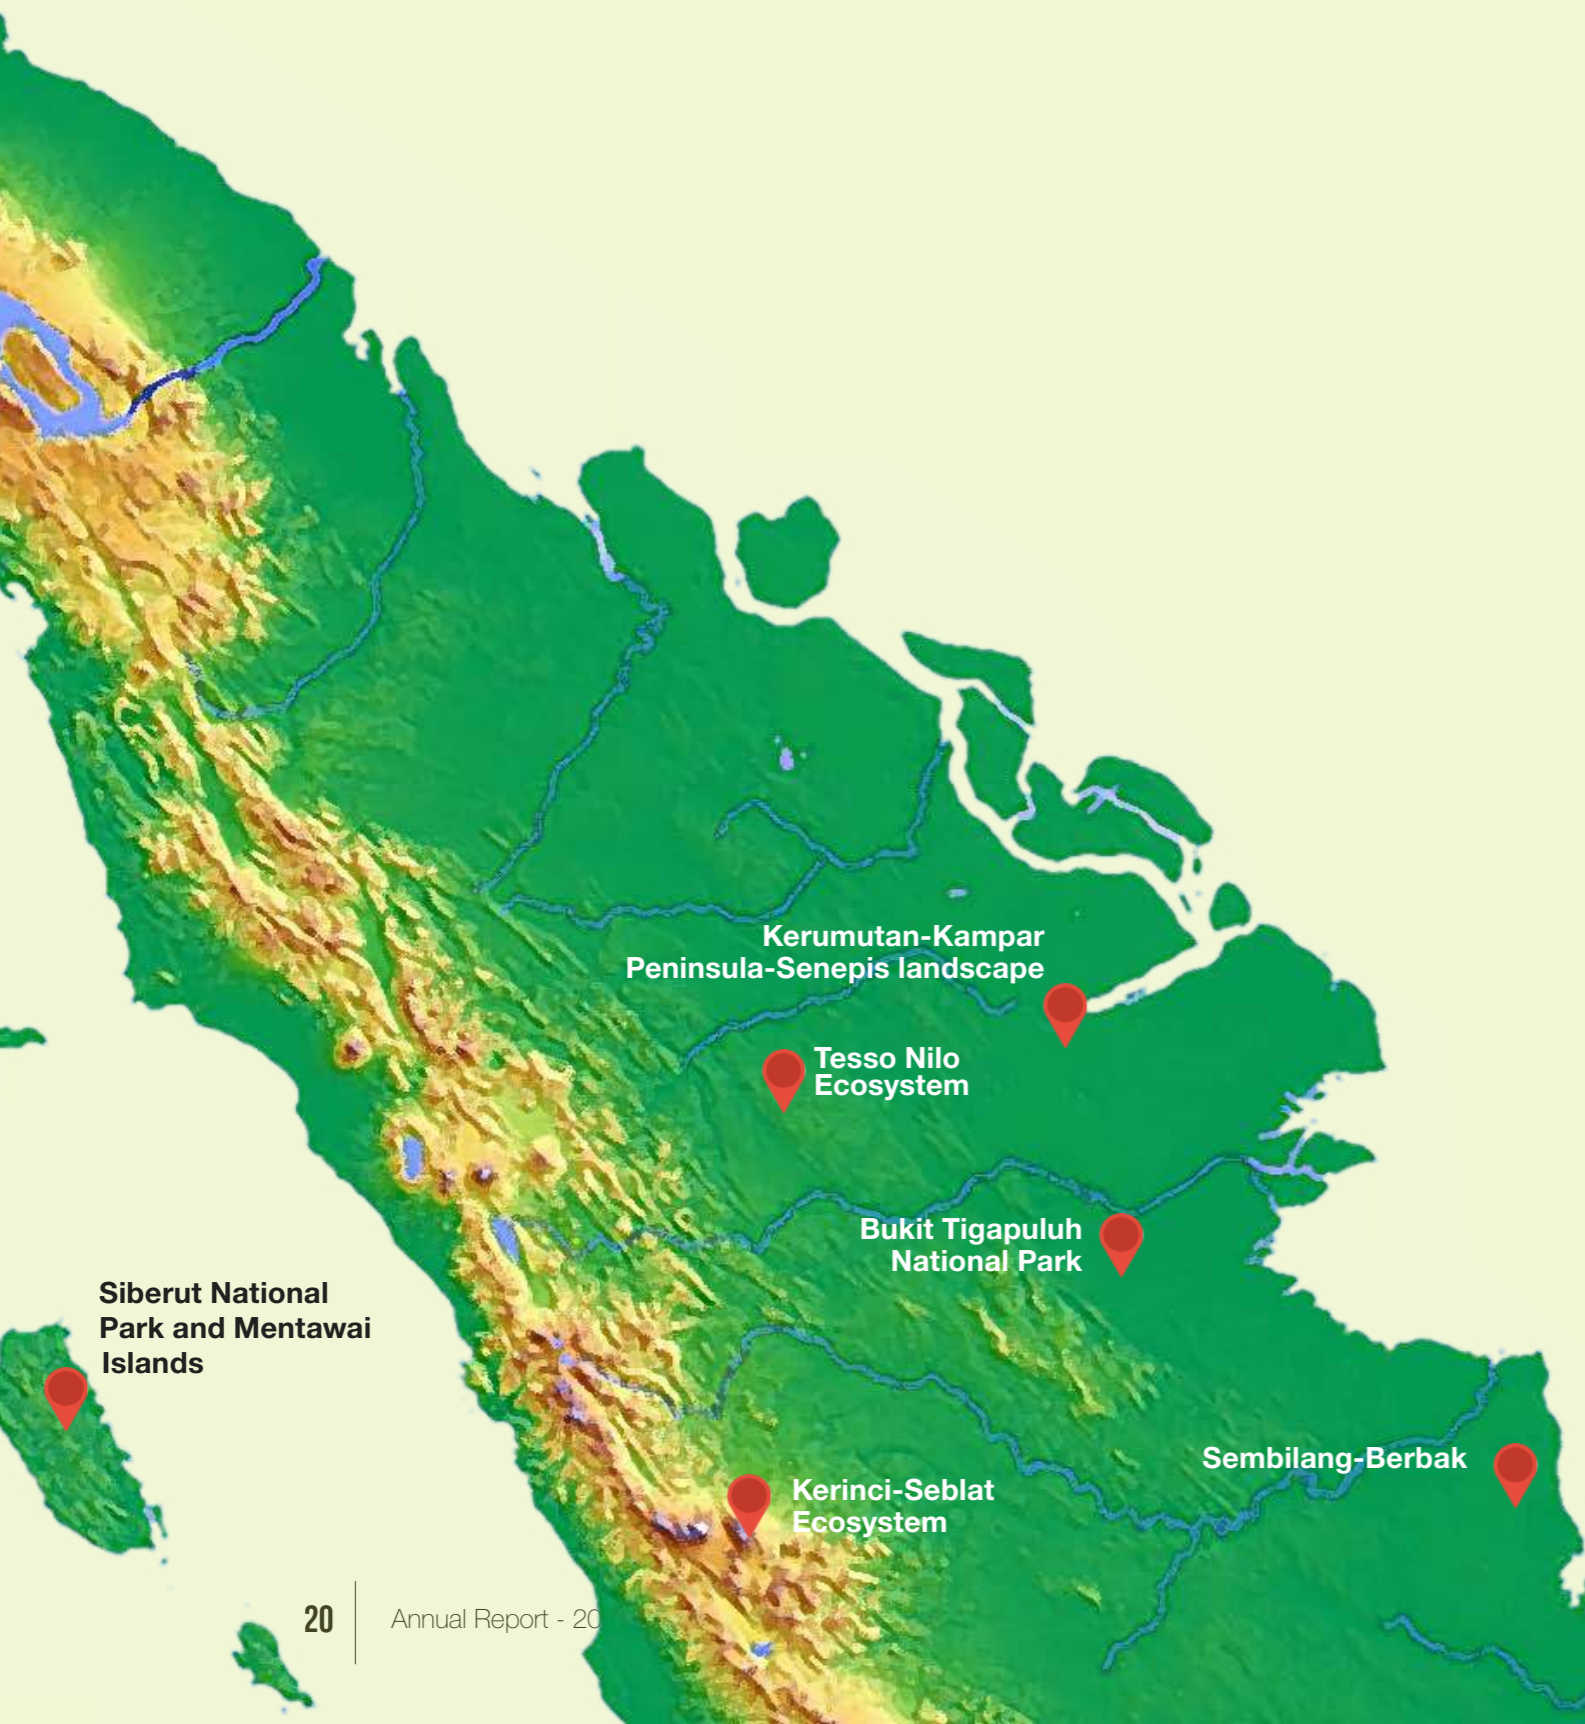 Kerumutan-Kampar
Peninsula-Senepis landscape
Tesso Nilo
Ecosystem
Bukit Tigapuluh
National Park
Siberut National
Park and Mentawai
Islands
Sembilang-Berbak
Kerinci-Seblat
Ecosystem
20
Annual Report - 20